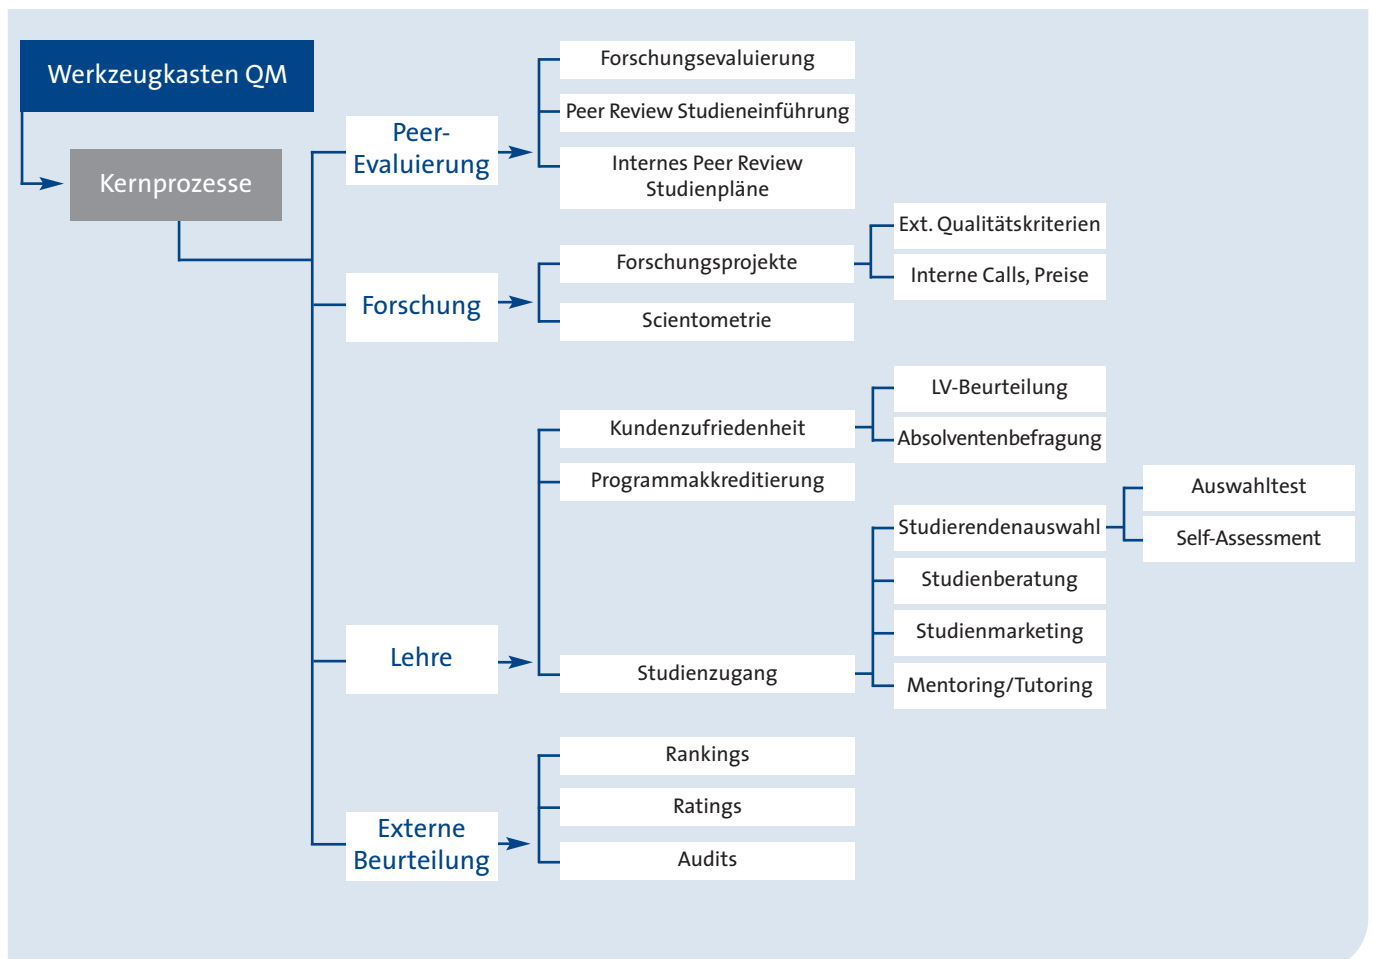 Werkzeugkasten QM
Kernprozesse
Peer-
Evaluierung
Forschungsevaluierung
Peer Review Studieneinführung
Internes Peer Review
Studienpläne
Forschung
Forschungsprojekte
Ext. Qualitätskriterien
Interne Calls, Preise
Scientometrie
Lehre
Kundenzufriedenheit
LV-Beurteilung
Absolventenbefragung
Programmakkreditierung
Studienzugang
Studierendenauswahl
Auswahltest
Self-Assessment
Studienberatung
Studienmarketing
Mentoring/Tutoring
Externe
Beurteilung
Rankings
Ratings
Audits